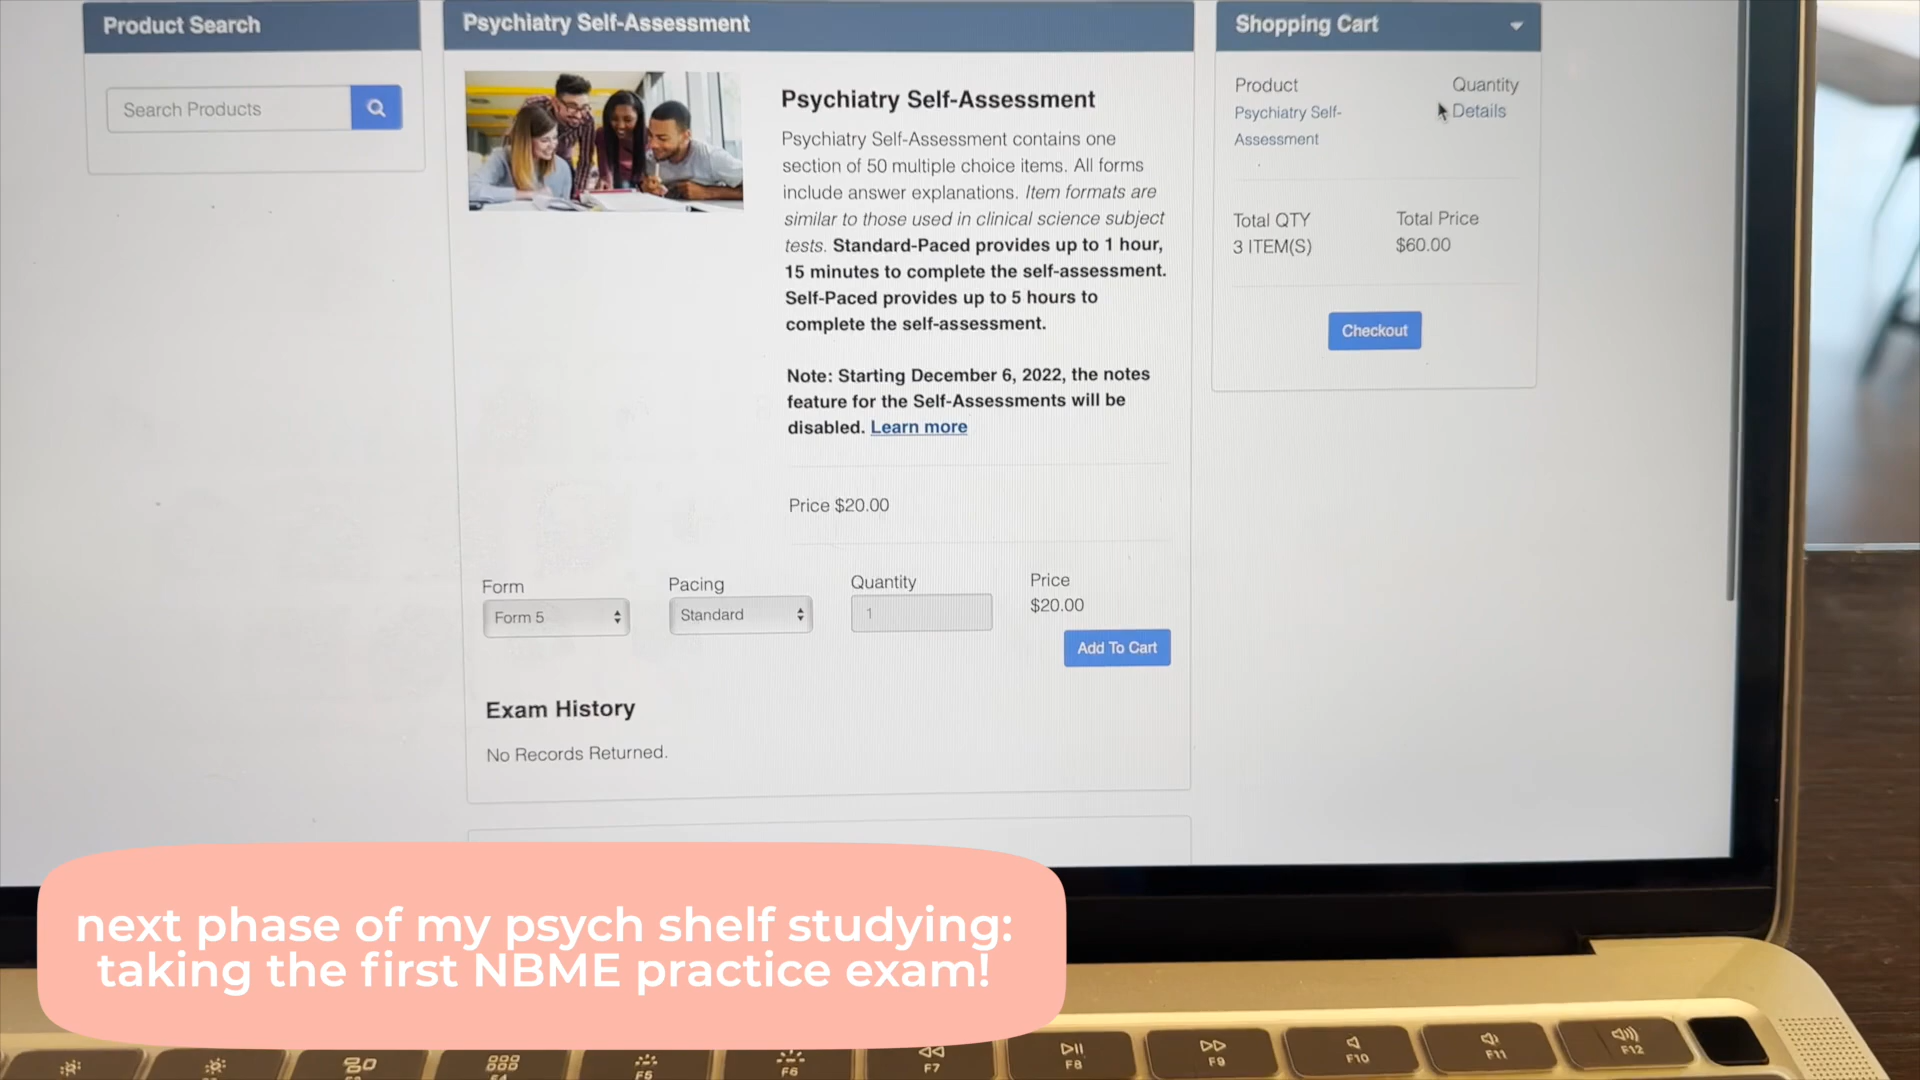 Product Search
Search Products
Psychiatry Self-Assessment
Psychiatry Self-Assessment
Psychiatry Self-Assessment contains one
section of 50 multiple choice items. All forms
include answer explanations. Item formats are
similar to those used in clinical science subject
tests. Standard-Paced provides up to 1 hour,
15 minutes to complete the self-assessment.
Self-Paced provides up to 5 hours to
complete the self-assessment.
Note: Starting December 6, 2022, the notes
feature for the Self-Assessments will be
disabled. Learn more
Price $20.00
Form
Form 5
Pacing
Standard
Quantity
1
Price
$20.00
Add To Cart
Exam History
No Records Returned.
Shopping Cart
Product Quantity
Psychiatry Self- Details
Assessment
Total QTY Total Price
3 ITEM(S) $60.00
Checkout
next phase of my psych shelf studying:
taking the first NBME practice exam!
F5
F6
F7
F8
F9
F10
F11
F12